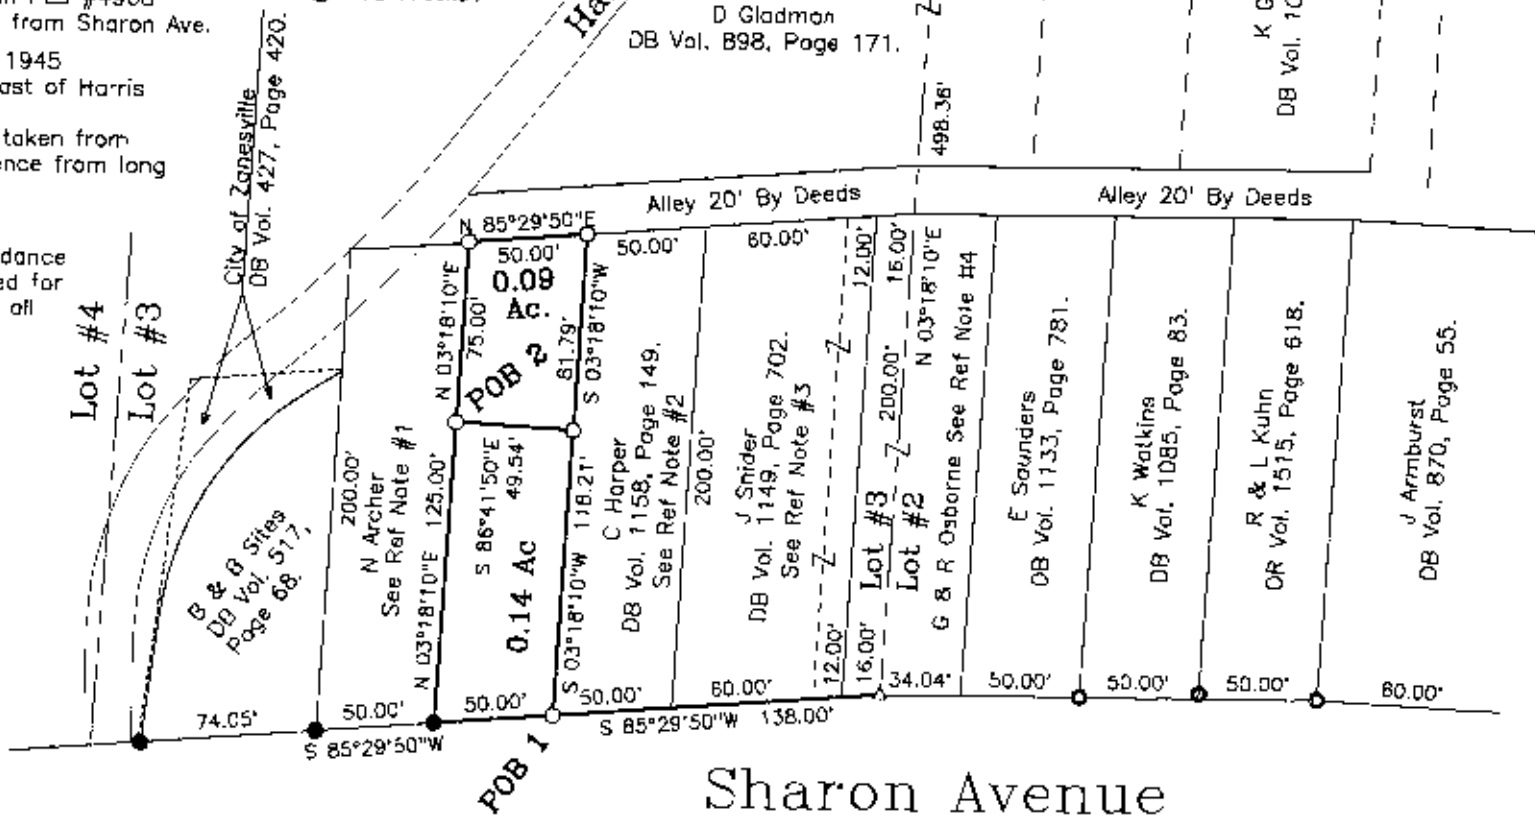 from Sharon Ave.
1945
ast of Harris
taken from
ence from long
dance
ed for
all
City of Zanesville
DB Vol. 427, Page 420.
Ha
D Gladman
DB Vol. 898, Page 171.
498.36'
K G
DB Vol. 10
Alley 20' By Deeds
Alley 20' By Deeds
N 85°29'50"E
50.00'
50.00'
60.00'
12.00'
16.00'
Lot #4
Lot #3
N 03°18'10"E
75.00'
0.09
Ac.
81.79'
S 03°18'10"W
POB 2
S 86°41'50"E
49.54'
B & B Sites
DB Vol. 517,
Page 68.
200.00'
N Archer
See Ref Note #1
N 03°18'10"E 125.00'
0.14 Ac
S 03°18'10"W 118.21'
C Harper
DB Vol. 1158, Page 149.
See Ref Note #2
200.00'
J Snider
DB Vol. 1149, Page 702.
See Ref Note #3
Lot #3
200.00'
Lot #2
N 03°18'10"E
G & R Osborne See Ref Note #4
E Saunders
DB Vol. 1133, Page 781.
K Watkins
DB Vol. 1085, Page 83.
R & L Kuhn
OR Vol. 1515, Page 618.
J Armburst
DB Vol. 870, Page 55.
74.05'
50.00'
50.00'
50.00'
60.00'
12.00'
16.00'
34.04'
50.00'
50.00'
50.00'
60.00'
S 85°29'50"W
S 85°29'50"W 138.00'
POB 1
Sharon Avenue